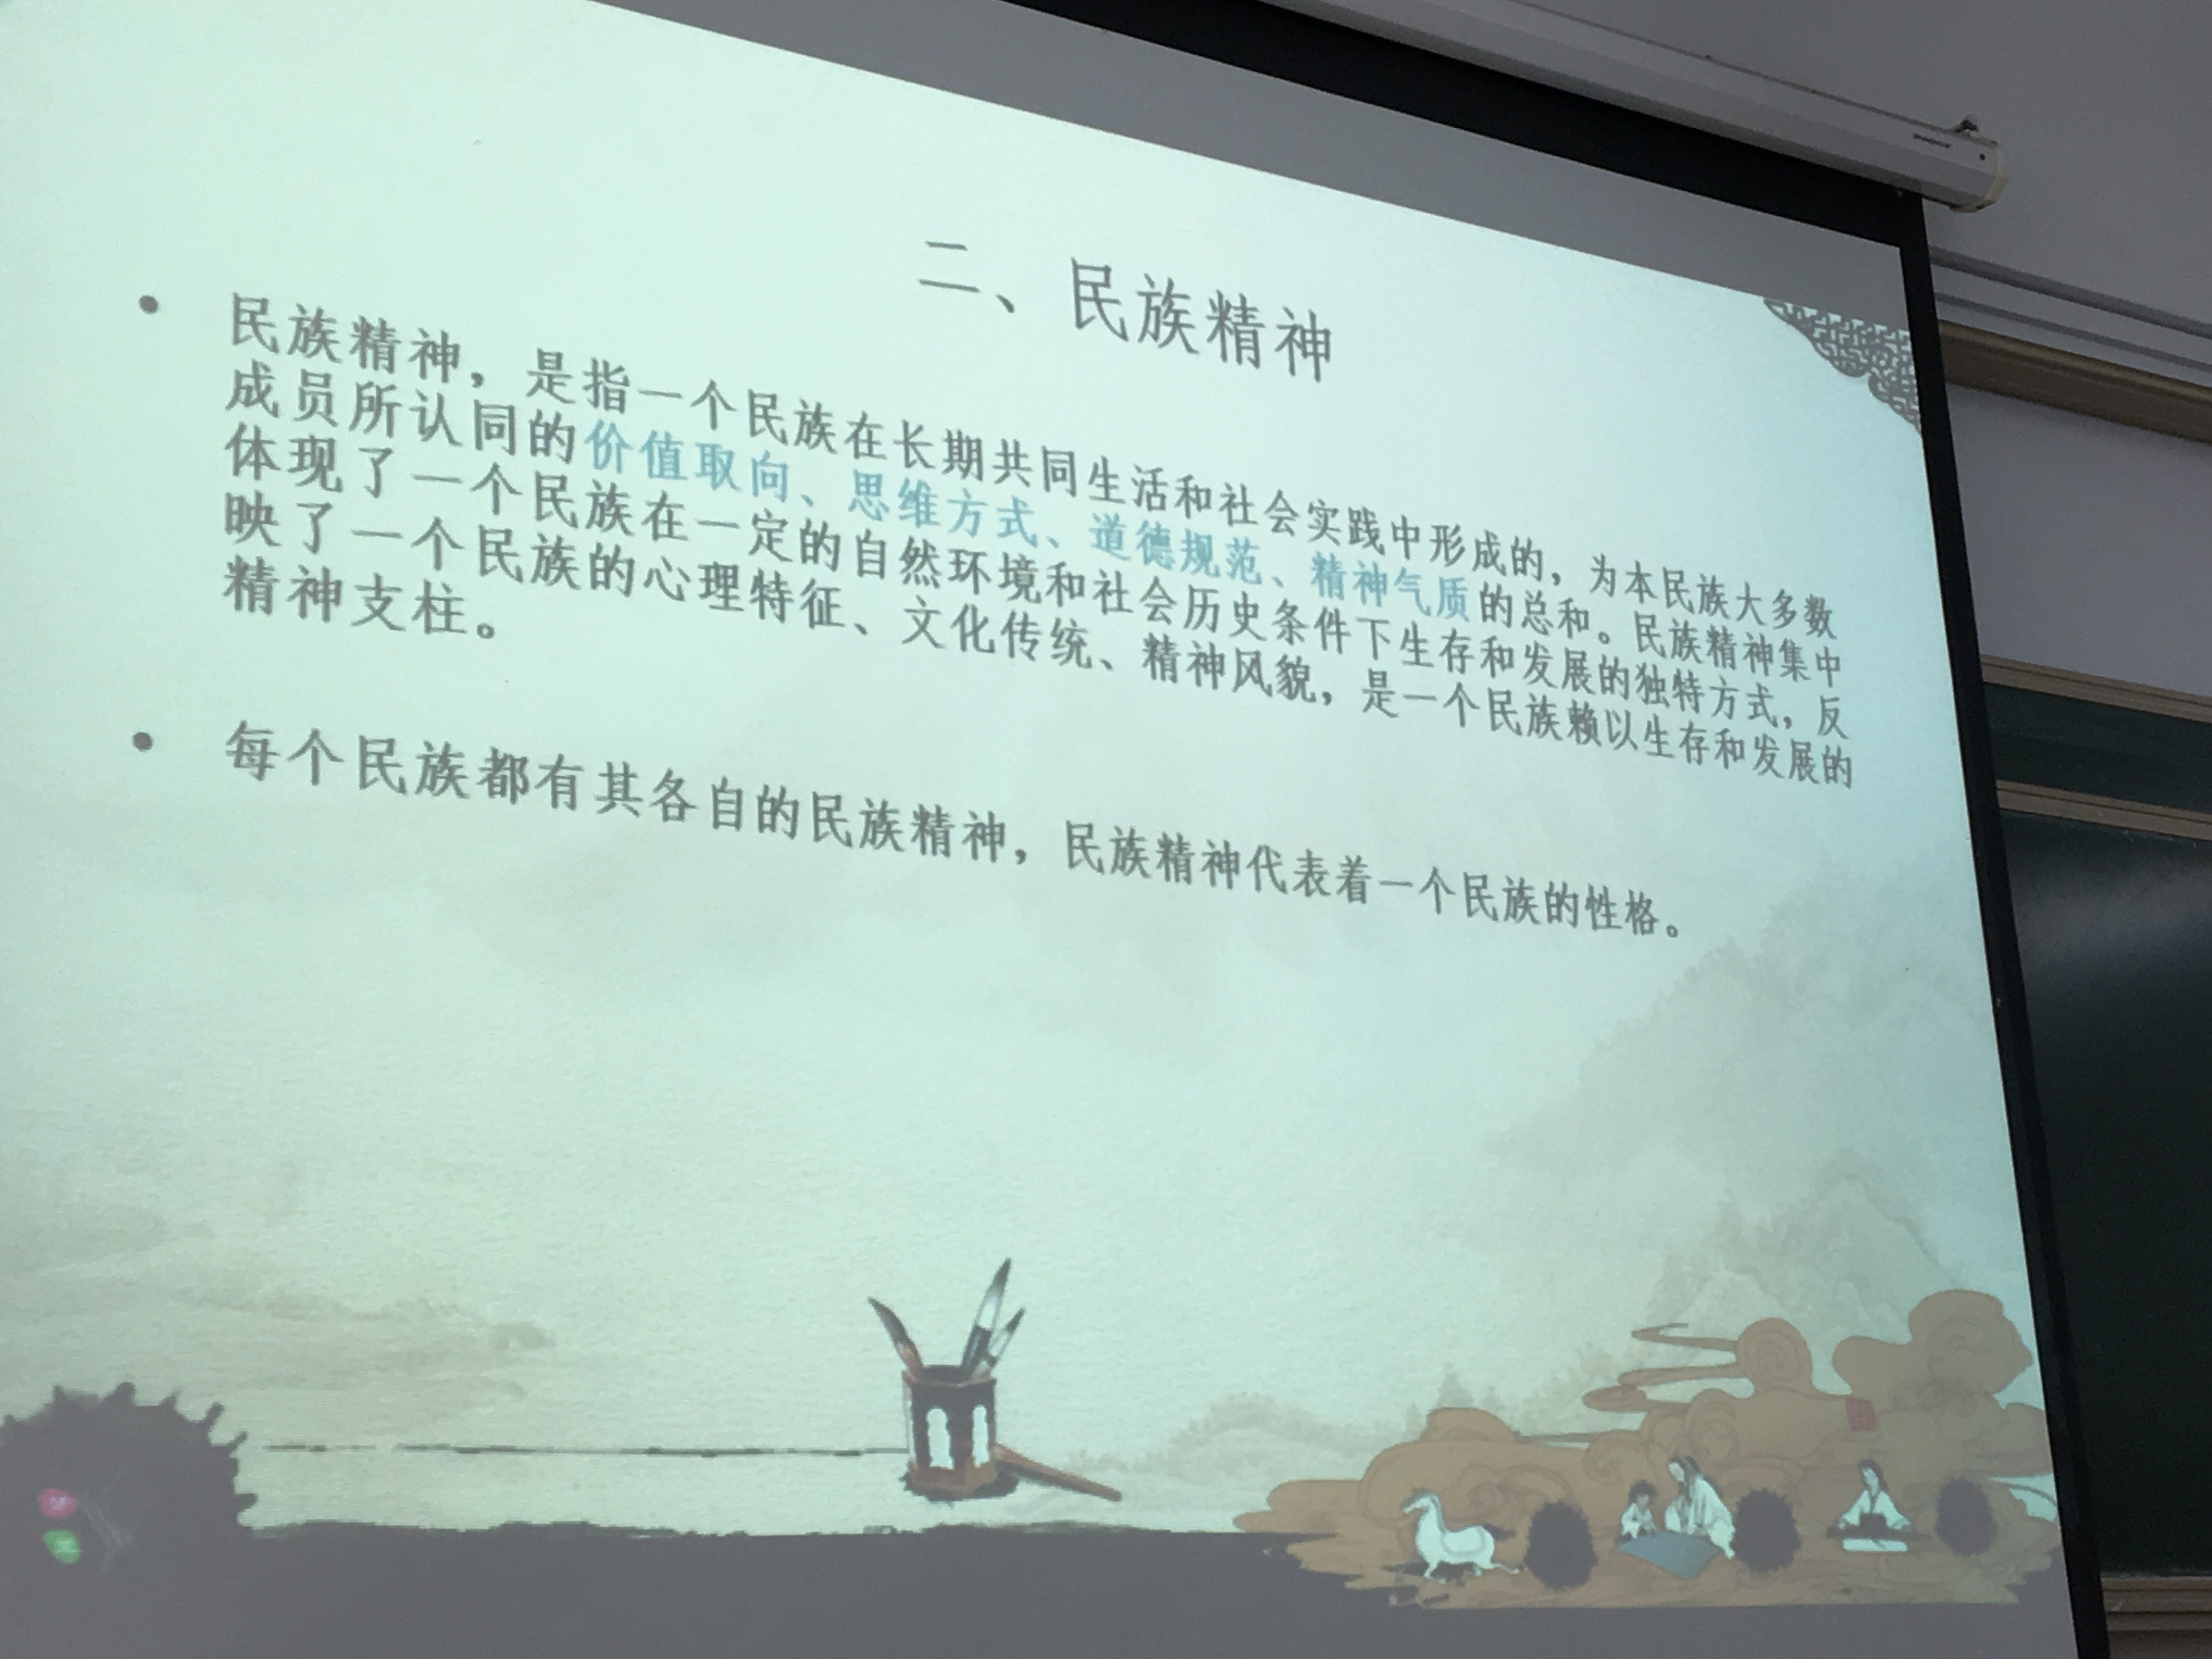 二、民族精神
• 民族精神，是指一个民族在长期共同生活和社会实践中形成的，为本民族大多数
成员所认同的价值取向、思维方式、道德规范、精神气质的总和。民族精神集中
体现了一个民族在一定的自然环境和社会历史条件下生存和发展的独特方式，反
映了一个民族的心理特征、文化传统、精神风貌，是一个民族赖以生存和发展的
精神支柱。
• 每个民族都有其各自的民族精神，民族精神代表着一个民族的性格。